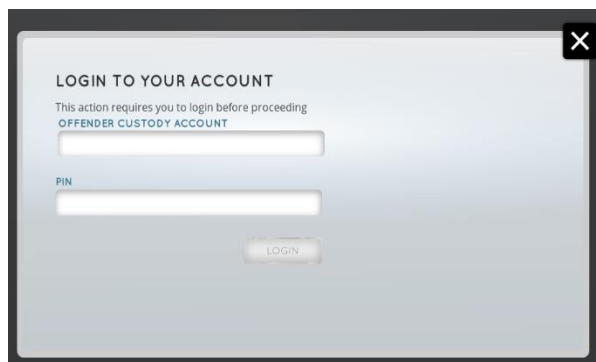 LOGIN TO YOUR ACCOUNT
This action requires you to login before proceeding
OFFENDER CUSTODY ACCOUNT
PIN
LOGIN